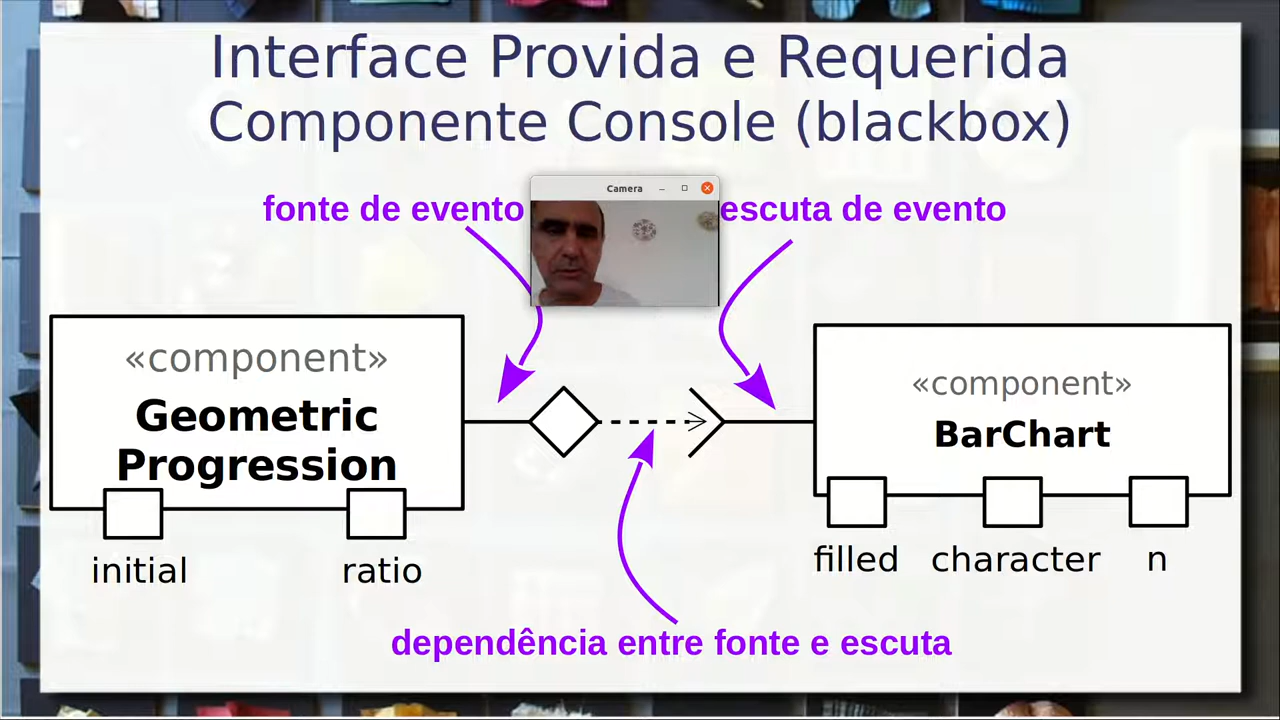 Interface Provida e Requerida
Componente Console (blackbox)
Camera
fonte de evento
escuta de evento
«component»
Geometric
Progression
«component»
BarChart
initial
ratio
filled
character
n
dependência entre fonte e escuta